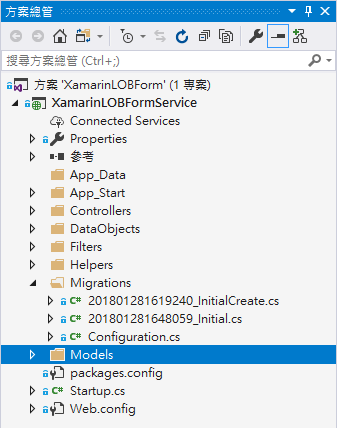 方案總管
搜尋方案總管 (Ctrl+;)
方案 'XamarinLOBForm' (1 專案)
XamarinLOBFormService
Connected Services
Properties
參考
App_Data
App_Start
Controllers
DataObjects
Filters
Helpers
Migrations
201801281619240_InitialCreate.cs
201801281648059_Initial.cs
Configuration.cs
Models
packages.config
Startup.cs
Web.config